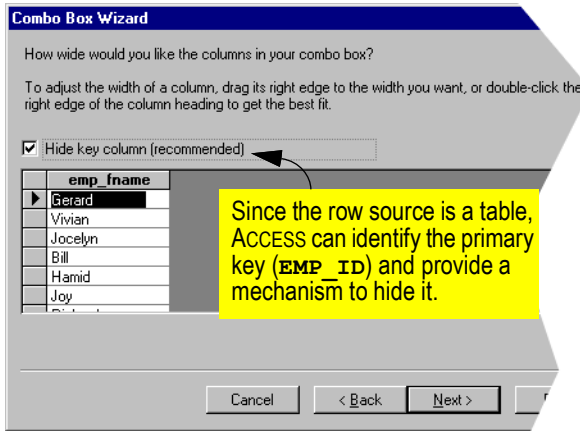 Combo Box Wizard
How wide would you like the columns in your combo box?
To adjust the width of a column, drag its right edge to the width you want, or double-click the
right edge of the column heading to get the best fit.
Hide key column (recommended)
emp_fname
Gerard
Vivian
Jocelyn
Bill
Hamid
Joy
Since the row source is a table,
ACCESS can identify the primary
key (EMP_ID) and provide a
mechanism to hide it.
Cancel
< Back
Next >